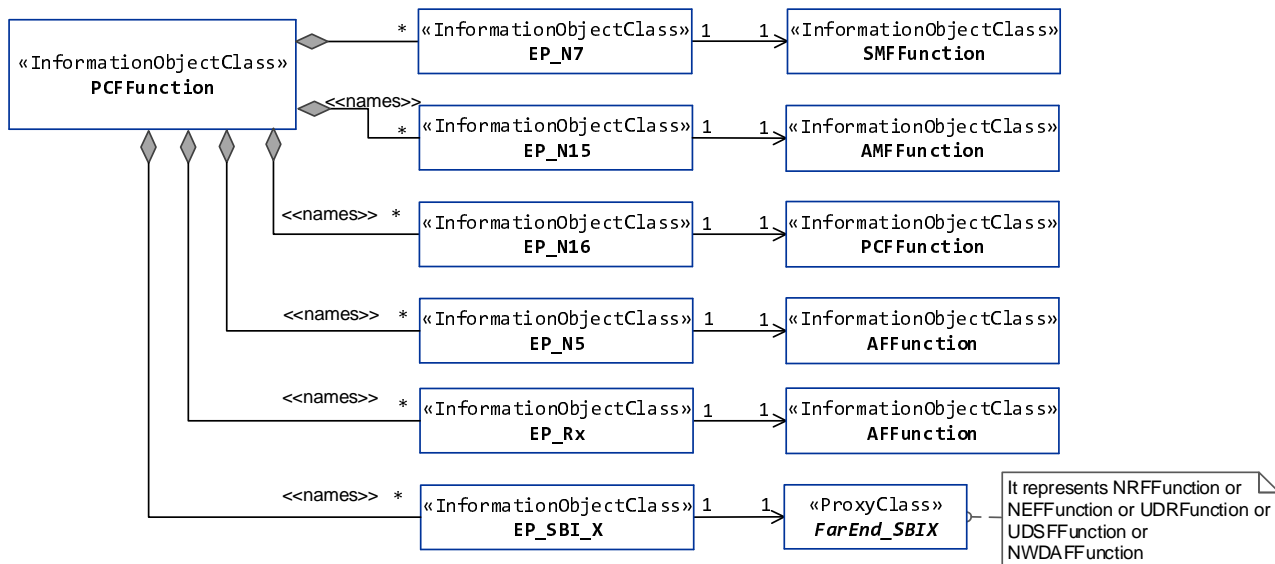 «InformationObjectClass»
PCFFunction
*
«InformationObjectClass»
EP_N7
1
1
«InformationObjectClass»
SMFFunction
<<names>>
*
«InformationObjectClass»
EP_N15
1
1
«InformationObjectClass»
AMFFunction
<<names>> *
«InformationObjectClass»
EP_N16
1
1
«InformationObjectClass»
PCFFunction
<<names>> *
«InformationObjectClass»
EP_N5
1
1
«InformationObjectClass»
AFFunction
<<names>> *
«InformationObjectClass»
EP_Rx
1
1
«InformationObjectClass»
AFFunction
<<names>> *
«InformationObjectClass»
EP_SBI_X
1
1
«ProxyClass»
FarEnd_SBIX
It represents NRFFunction or
NEFFunction or UDRFunction or
UDSFFunction or
NWDAFFunction